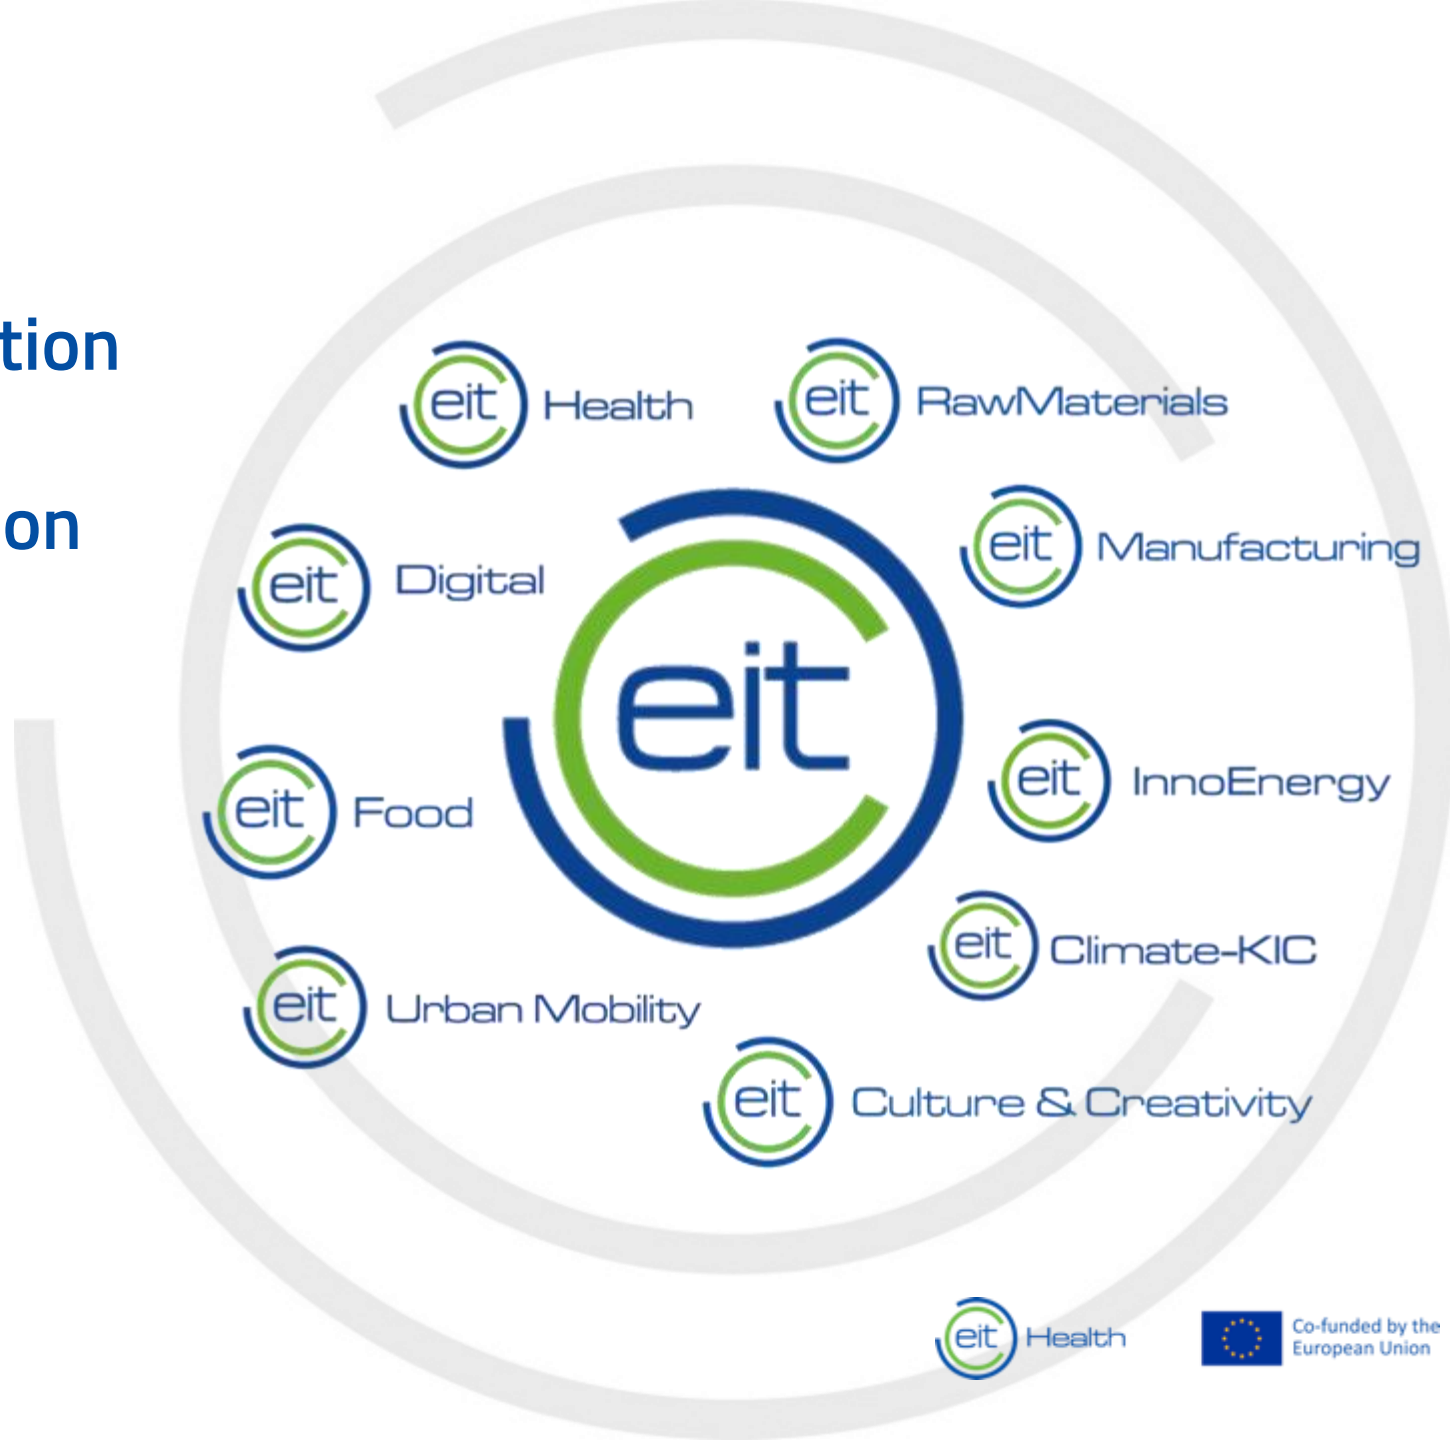 tion
on
eit Health
eit RawMaterials
eit Manufacturing
eit Digital
eit
eit InnoEnergy
eit Food
eit Climate-KIC
eit Urban Mobility
eit Culture & Creativity
eit Health
Co-funded by the
European Union